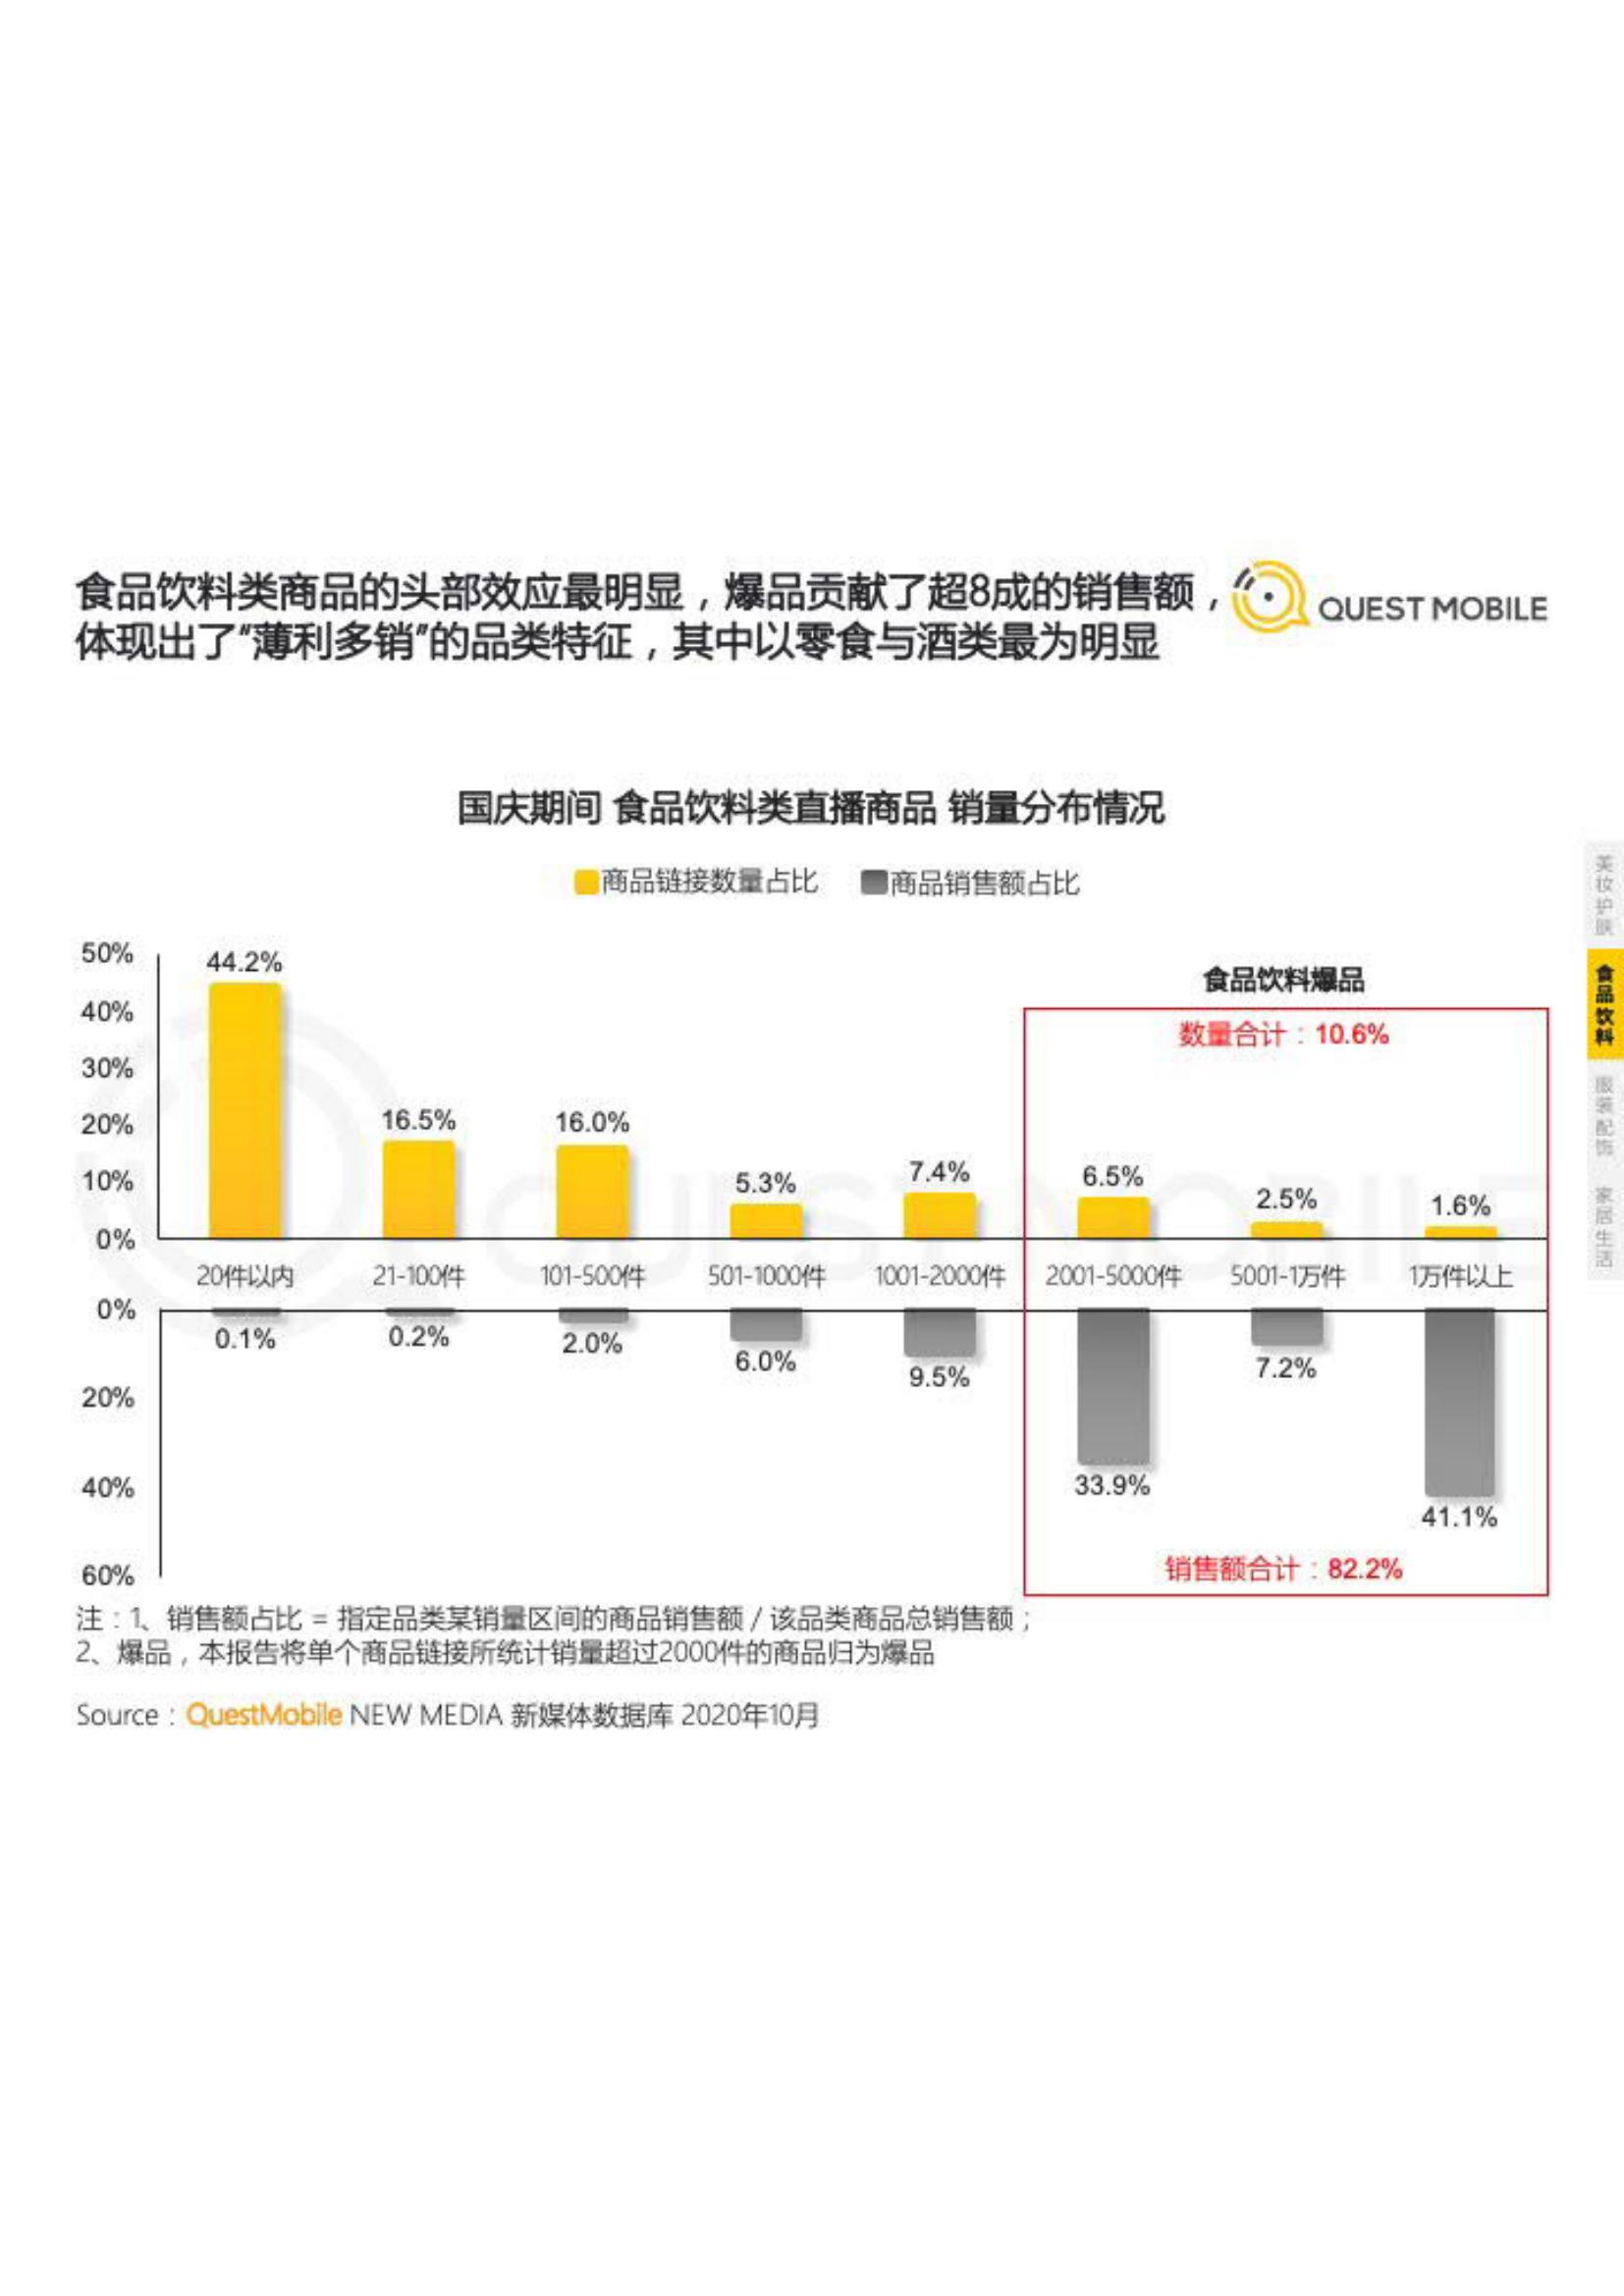 食品饮料类商品的头部效应最明显，爆品贡献了超8成的销售额，
体现出了"薄利多销"的品类特征，其中以零食与酒类最为明显
QUEST MOBILE
国庆期间 食品饮料类直播商品 销量分布情况
商品链接数量占比 商品销售额占比
50%
40%
30%
20%
10%
0%
44.2% 16.5% 16.0% 5.3% 7.4% 6.5% 2.5% 1.6%
食品饮料爆品
数量合计：10.6%
20件以内 21-100件 101-500件 501-1000件 1001-2000件 2001-5000件 5001-1万件 1万件以上
0%
20%
40%
60%
0.1% 0.2% 2.0% 6.0% 9.5% 33.9% 7.2% 41.1%
销售额合计：82.2%
注：1、销售额占比 = 指定品类某销量区间的商品销售额 / 该品类商品总销售额；
2、爆品，本报告将单个商品链接所统计销量超过2000件的商品归为爆品
Source：QuestMobile NEW MEDIA 新媒体数据库 2020年10月
美妆护肤
食品饮料
服装配饰
家居生活
QUEST MOBILE